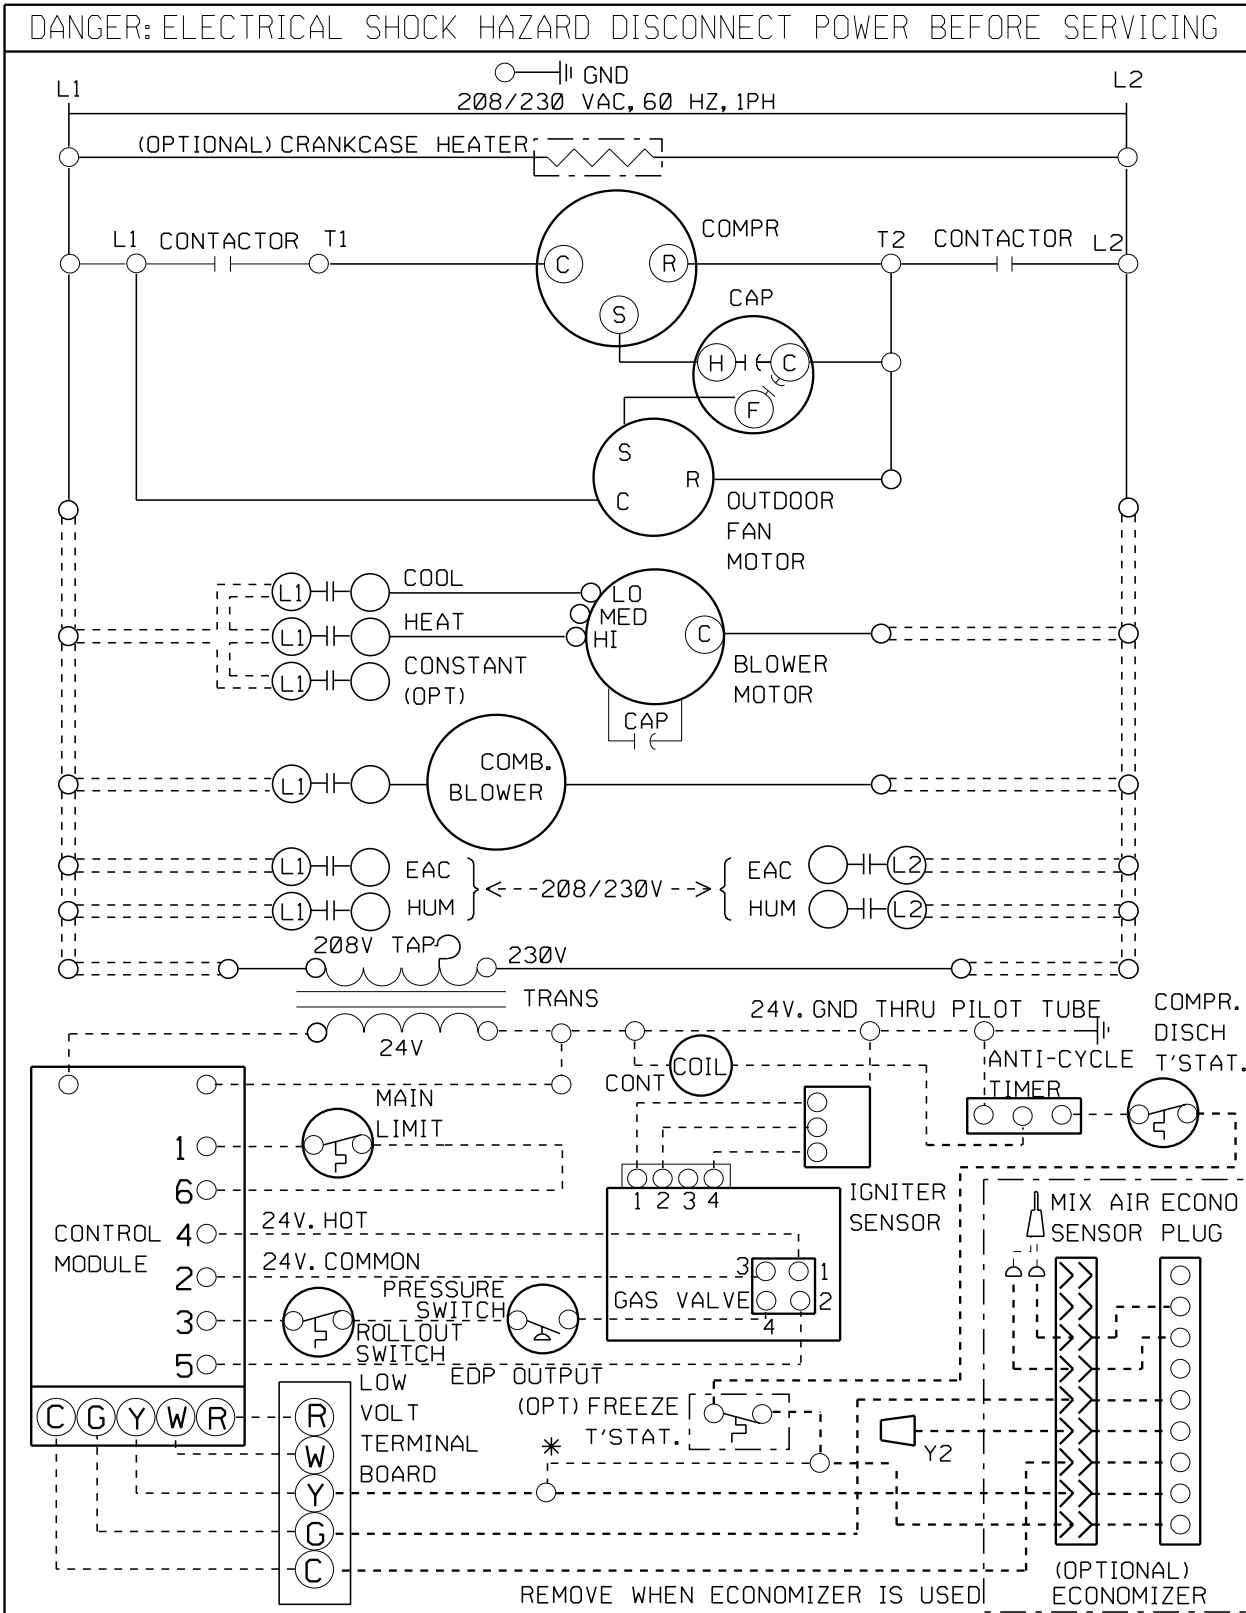 DANGER: ELECTRICAL SHOCK HAZARD DISCONNECT POWER BEFORE SERVICING
GND
L1
L2
208/230 VAC, 60 HZ, 1PH
(OPTIONAL) CRANKCASE HEATER
COMPR
L1
CONTACTOR
T1
C
R
T2
CONTACTOR
L2
S
CAP
H
C
F
S
R
C
OUTDOOR
FAN
MOTOR
L1
COOL
LO
MED
L1
HEAT
HI
C
L1
CONSTANT
(OPT)
BLOWER
MOTOR
CAP
L1
COMB.
BLOWER
L1
EAC
208/230V
EAC
L2
L1
HUM
HUM
L2
208V TAP
230V
TRANS
24V
24V. GND THRU PILOT TUBE
COMPR.
DISCH
T'STAT.
CONT
COIL
ANTI-CYCLE
TIMER
MAIN
LIMIT
1
6
4
2
3
5
CONTROL
MODULE
24V. HOT
24V. COMMON
1
2
3
4
IGNITER
SENSOR
MIX AIR
SENSOR
ECONO
PLUG
3
1
GAS VALVE
2
4
PRESSURE
SWITCH
ROLLOUT
SWITCH
EDP OUTPUT
C
G
Y
W
R
LOW
VOLT
TERMINAL
BOARD
R
W
Y
G
C
(OPT) FREEZE
T'STAT.
*
Y2
(OPTIONAL)
ECONOMIZER
REMOVE WHEN ECONOMIZER IS USED